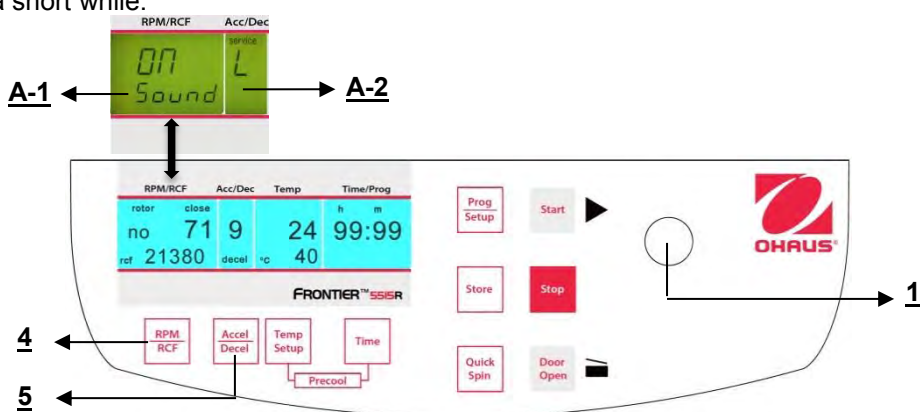 a short while.
RPM/RCF Acc/Dec
service
ON L
Sound
A-1 A-2
RPM/RCF Acc/Dec Temp Time/Prog
rotor close h m
no 71 9 24 99:99
rcf 21380 decel °C 40
FRONTIER™ 5515R
Prog Setup
Start
OHAUS®
Store
Stop
1
4
RPM RCF
Accel Decel
Temp Setup
Time
Precool
Quick Spin
Door Open
5